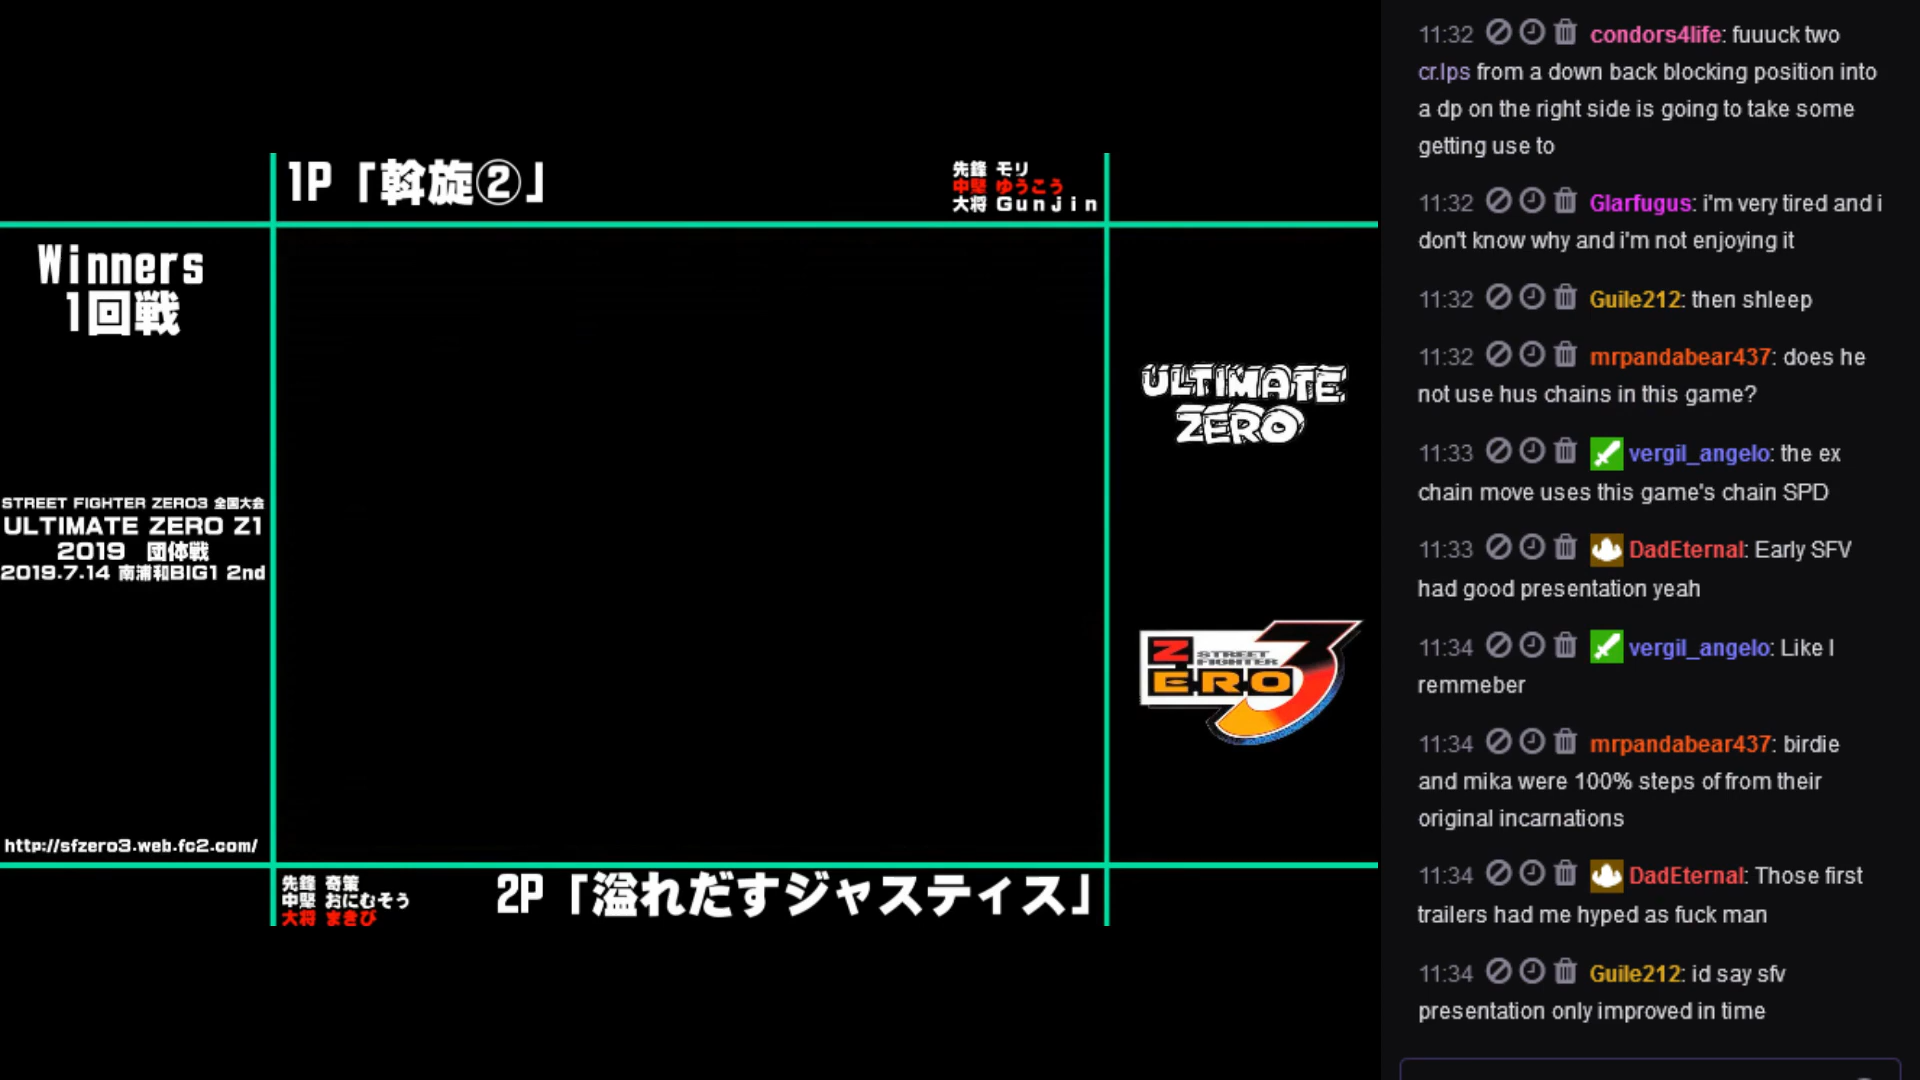 1P「斡旋②」
先鋒 モリ
中堅 ゆうこう
大将 Gunjin
Winners
1回戦
ULTIMATE
ZERO
STREET FIGHTER ZERO3 全国大会
ULTIMATE ZERO Z1
2019 団体戦
2019.7.14 南浦和BIG1 2nd
Z
STREET
FIGHTER
ERO
3
http://sfzero3.web.fc2.com/
先鋒 奇策
中堅 おにむそう
大将 まきび
2P「溢れだすジャスティス」
11:32 condors4life: fuuuck two
cr.lps from a down back blocking position into
a dp on the right side is going to take some
getting use to
11:32 Glarfugus: i'm very tired and i
don't know why and i'm not enjoying it
11:32 Guile212: then shleep
11:32 mrpandabear437: does he
not use hus chains in this game?
11:33 vergil_angelo: the ex
chain move uses this game's chain SPD
11:33 DadEternal: Early SFV
had good presentation yeah
11:34 vergil_angelo: Like I
remmeber
11:34 mrpandabear437: birdie
and mika were 100% steps of from their
original incarnations
11:34 DadEternal: Those first
trailers had me hyped as fuck man
11:34 Guile212: id say sfv
presentation only improved in time